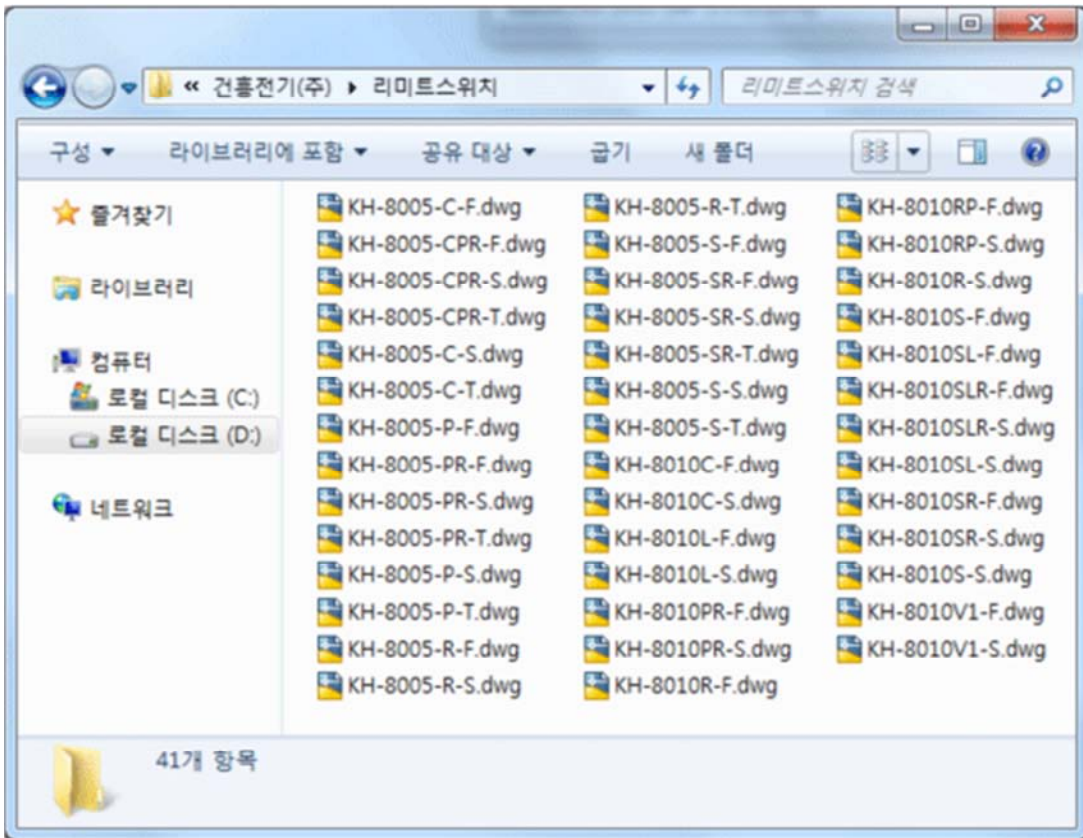 « 건흥전기(주) ▸ 리미트스위치
리미트스위치 검색
구성 라이브러리에 포함 공유 대상 굽기 새 폴더
즐겨찾기
라이브러리
컴퓨터
로컬 디스크 (C:)
로컬 디스크 (D:)
네트워크
KH-8005-C-F.dwg
KH-8005-CPR-F.dwg
KH-8005-CPR-S.dwg
KH-8005-CPR-T.dwg
KH-8005-C-S.dwg
KH-8005-C-T.dwg
KH-8005-P-F.dwg
KH-8005-PR-F.dwg
KH-8005-PR-S.dwg
KH-8005-PR-T.dwg
KH-8005-P-S.dwg
KH-8005-P-T.dwg
KH-8005-R-F.dwg
KH-8005-R-S.dwg
KH-8005-R-T.dwg
KH-8005-S-F.dwg
KH-8005-SR-F.dwg
KH-8005-SR-S.dwg
KH-8005-SR-T.dwg
KH-8005-S-S.dwg
KH-8005-S-T.dwg
KH-8010C-F.dwg
KH-8010C-S.dwg
KH-8010L-F.dwg
KH-8010L-S.dwg
KH-8010PR-F.dwg
KH-8010PR-S.dwg
KH-8010R-F.dwg
KH-8010RP-F.dwg
KH-8010RP-S.dwg
KH-8010R-S.dwg
KH-8010S-F.dwg
KH-8010SL-F.dwg
KH-8010SLR-F.dwg
KH-8010SLR-S.dwg
KH-8010SL-S.dwg
KH-8010SR-F.dwg
KH-8010SR-S.dwg
KH-8010S-S.dwg
KH-8010V1-F.dwg
KH-8010V1-S.dwg
41개 항목